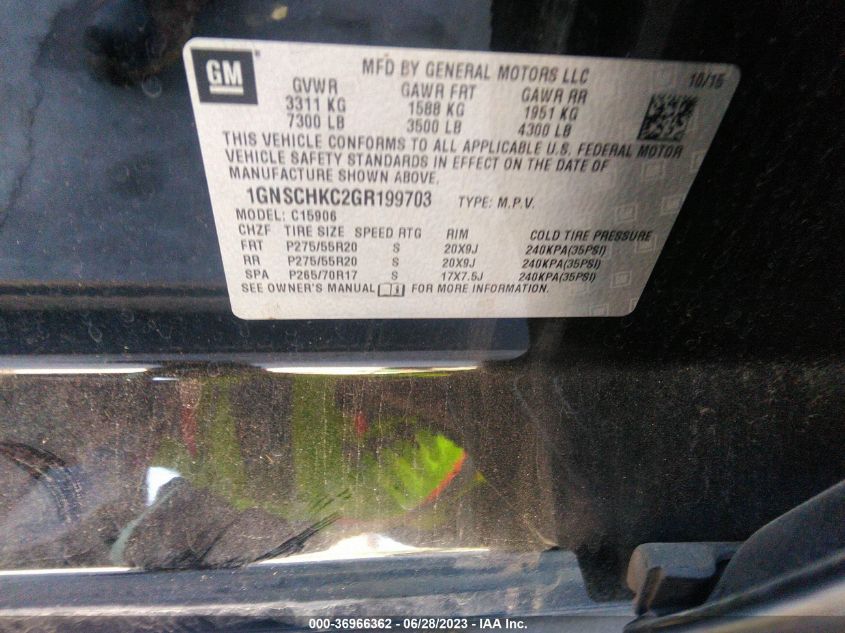 GM
MFD BY GENERAL MOTORS LLC 10/15
GVWR GAWR FRT GAWR RR
3311 KG 1588 KG 1951 KG
7300 LB 3500 LB 4300 LB
THIS VEHICLE CONFORMS TO ALL APPLICABLE U.S. FEDERAL MOTOR
VEHICLE SAFETY STANDARDS IN EFFECT ON THE DATE OF
MANUFACTURE SHOWN ABOVE.
1GNSCHKC2GR199703 TYPE: M.P.V.
MODEL: C15906
CHZF TIRE SIZE SPEED RTG RIM COLD TIRE PRESSURE
FRT P275/55R20 S 20X9J 240KPA(35PSI)
RR P275/55R20 S 20X9J 240KPA(35PSI)
SPA P265/70R17 S 17X7.5J 240KPA(35PSI)
SEE OWNER'S MANUAL FOR MORE INFORMATION.
000-36966362 - 06/28/2023 - IAA Inc.